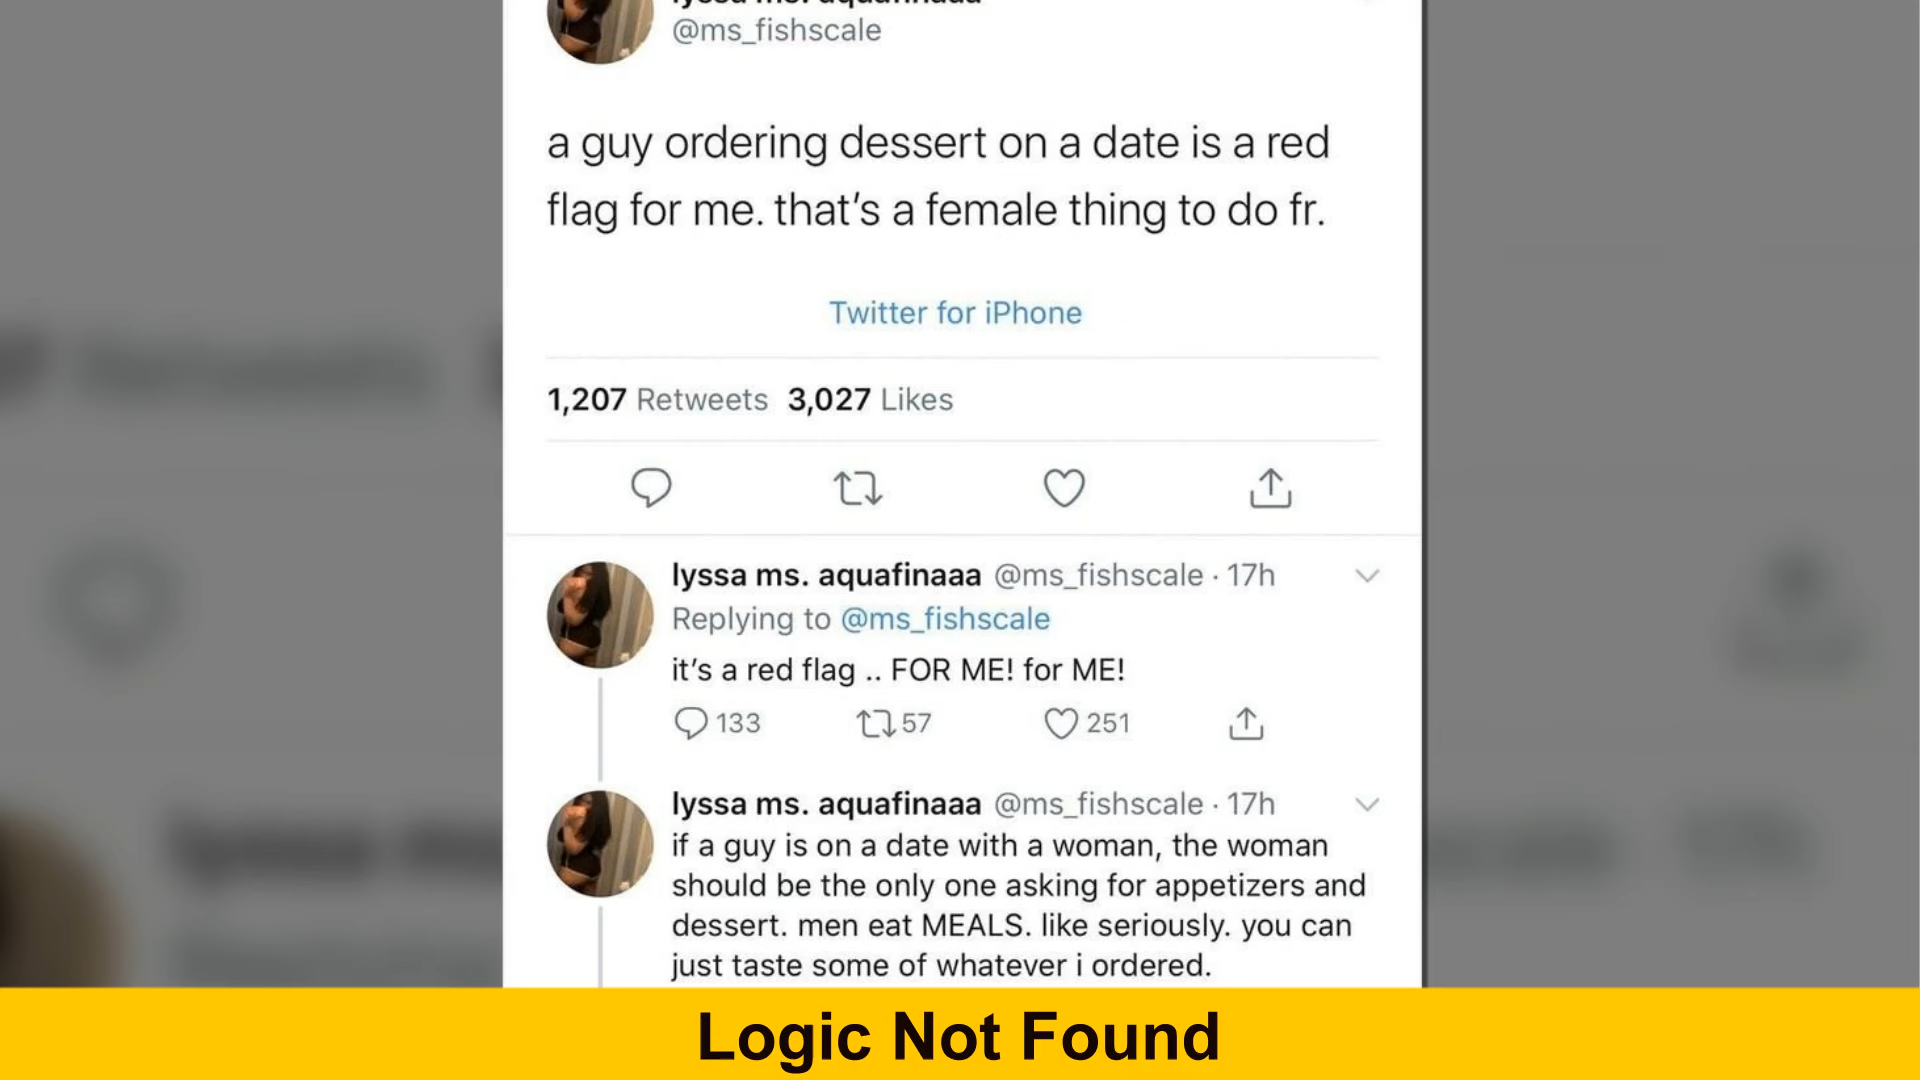 lyssa ms. aquafinaaa
@ms_fishscale
a guy ordering dessert on a date is a red
flag for me. that's a female thing to do fr.
Twitter for iPhone
1,207 Retweets 3,027 Likes
lyssa ms. aquafinaaa @ms_fishscale · 17h
Replying to @ms_fishscale
it's a red flag .. FOR ME! for ME!
133 57 251
lyssa ms. aquafinaaa @ms_fishscale · 17h
if a guy is on a date with a woman, the woman
should be the only one asking for appetizers and
dessert. men eat MEALS. like seriously. you can
just taste some of whatever i ordered.
Logic Not Found